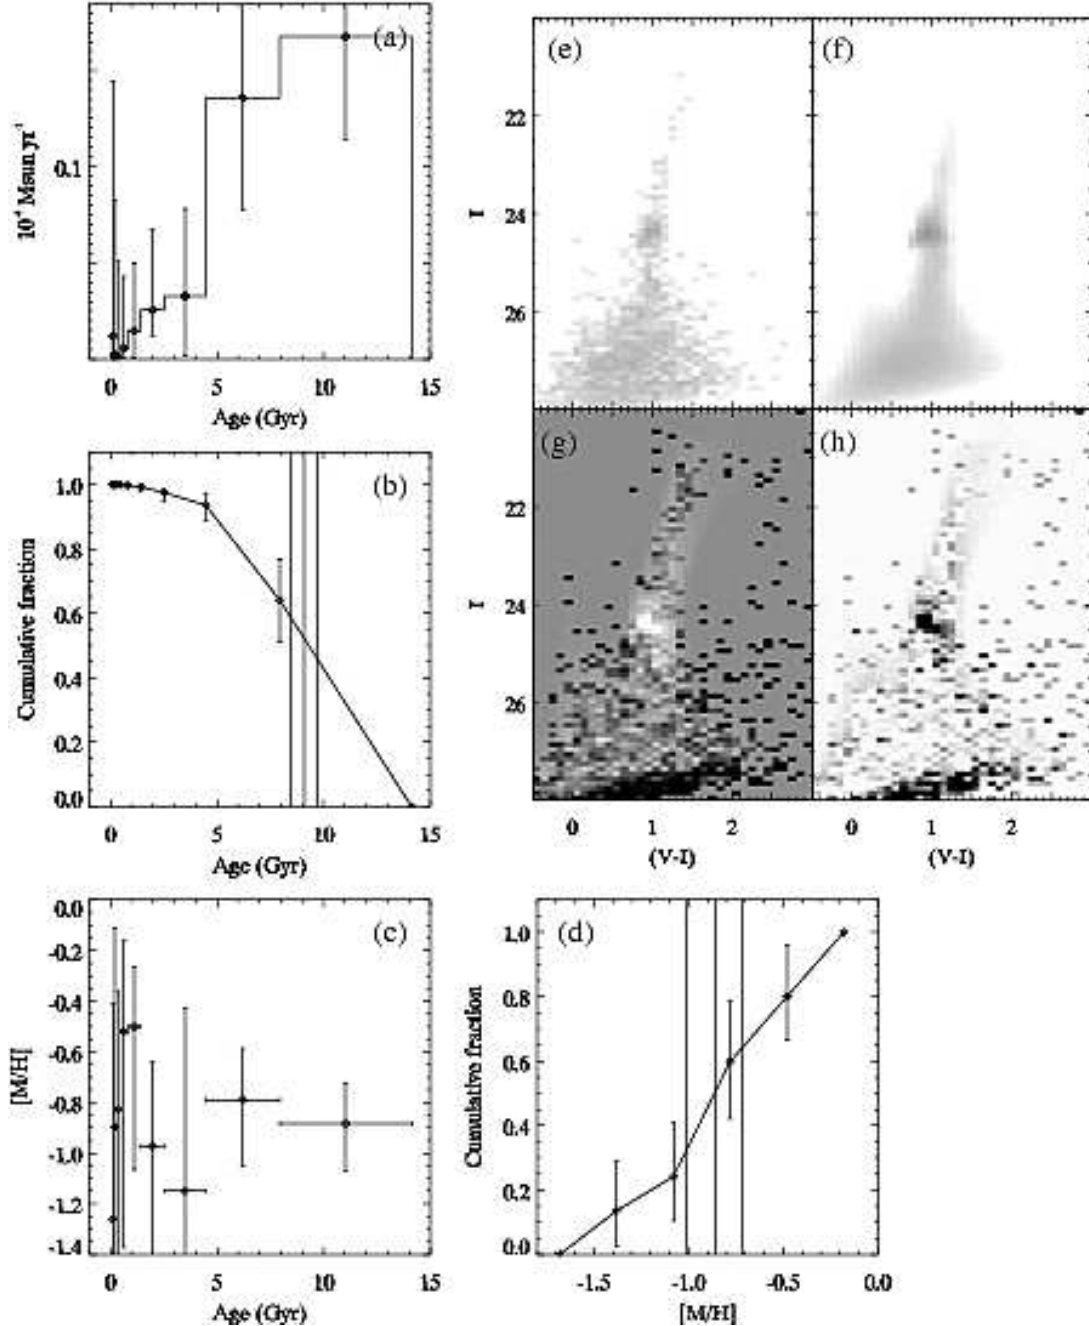 (a)
10⁻⁴ Msun yr⁻¹
0.1
0 5 10 15
Age (Gyr)
(b)
Cumulative fraction
1.0
0.8
0.6
0.4
0.2
0.0
0 5 10 15
Age (Gyr)
(c)
[M/H]
0.0
-0.2
-0.4
-0.6
-0.8
-1.0
-1.2
-1.4
0 5 10 15
Age (Gyr)
(e)
(f)
I
22
24
26
(g)
(h)
I
22
24
26
0 1 2
(V-I)
0 1 2
(V-I)
(d)
Cumulative fraction
1.0
0.8
0.6
0.4
0.2
0.0
-1.5 -1.0 -0.5 0.0
[M/H]